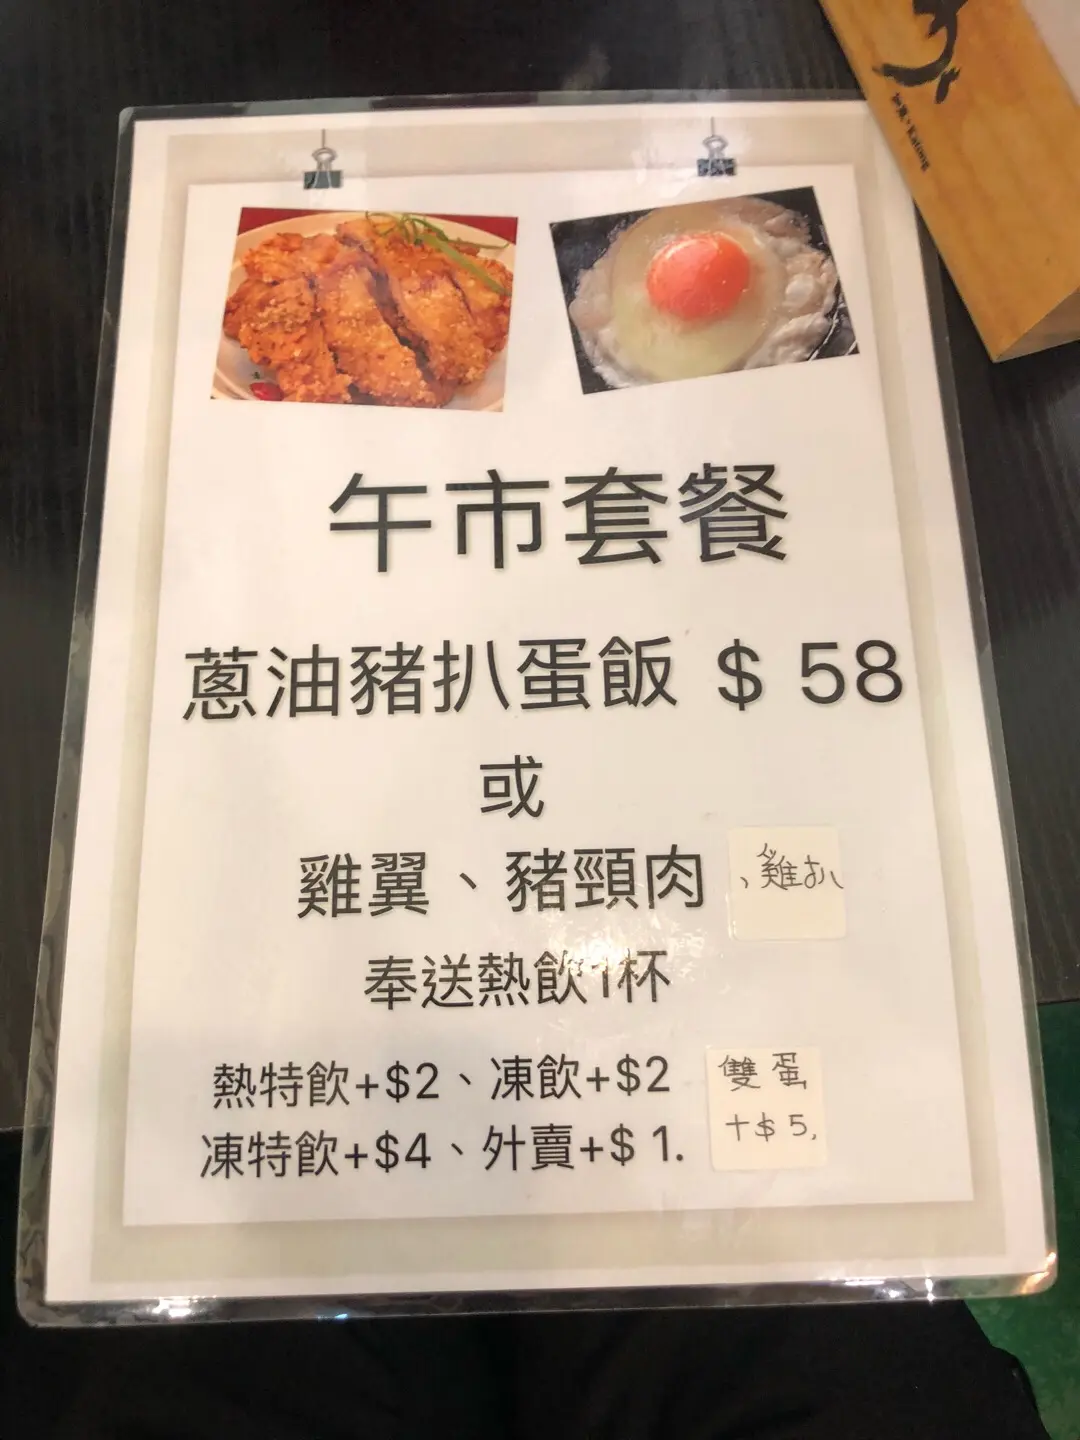 午市套餐
蔥油豬扒蛋飯 $ 58
或
雞翼、豬頸肉 、雞扒
奉送熱飲1杯
熱特飲+$2、凍飲+$2
凍特飲+$4、外賣+$ 1.
雙蛋
+$5,